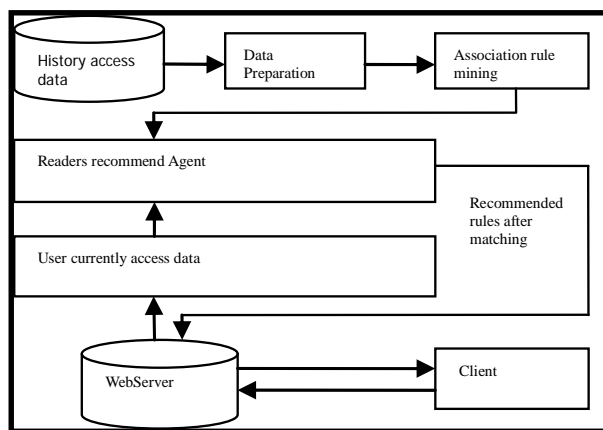 History access
data
Data
Preparation
Association rule
mining
Readers recommend Agent
Recommended
rules after
matching
User currently access data
WebServer
Client